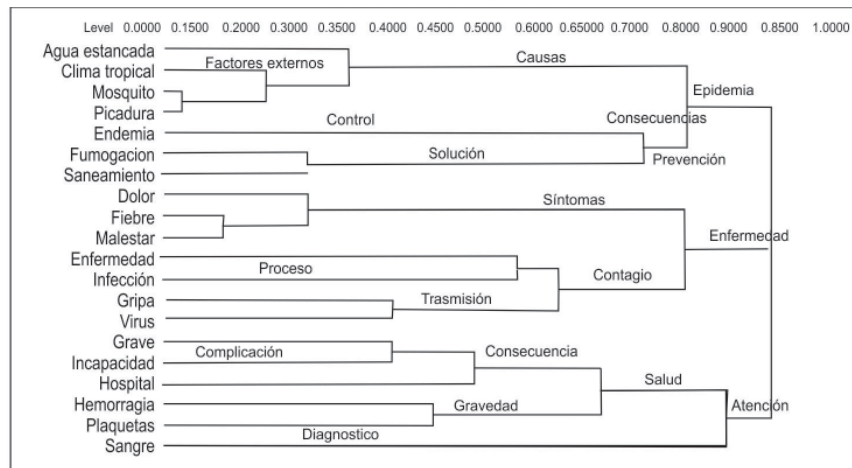 Level 0.0000 0.1500 0.2000 0.3000 0.4000 0.4500 0.5000 0.6000 0.65000 0.7000 0.8000 0.9000 0.8500 1.0000
Agua estancada
Factores externos
Causas
Clima tropical
Mosquito
Epidemia
Picadura
Control
Consecuencias
Endemia
Fumogacion
Solución
Prevención
Saneamiento
Dolor
Síntomas
Fiebre
Malestar
Enfermedad
Enfermedad
Proceso
Contagio
Infección
Gripa
Trasmisión
Virus
Grave
Complicación
Consecuencia
Incapacidad
Salud
Hospital
Hemorragia
Gravedad
Atención
Plaquetas
Diagnostico
Sangre